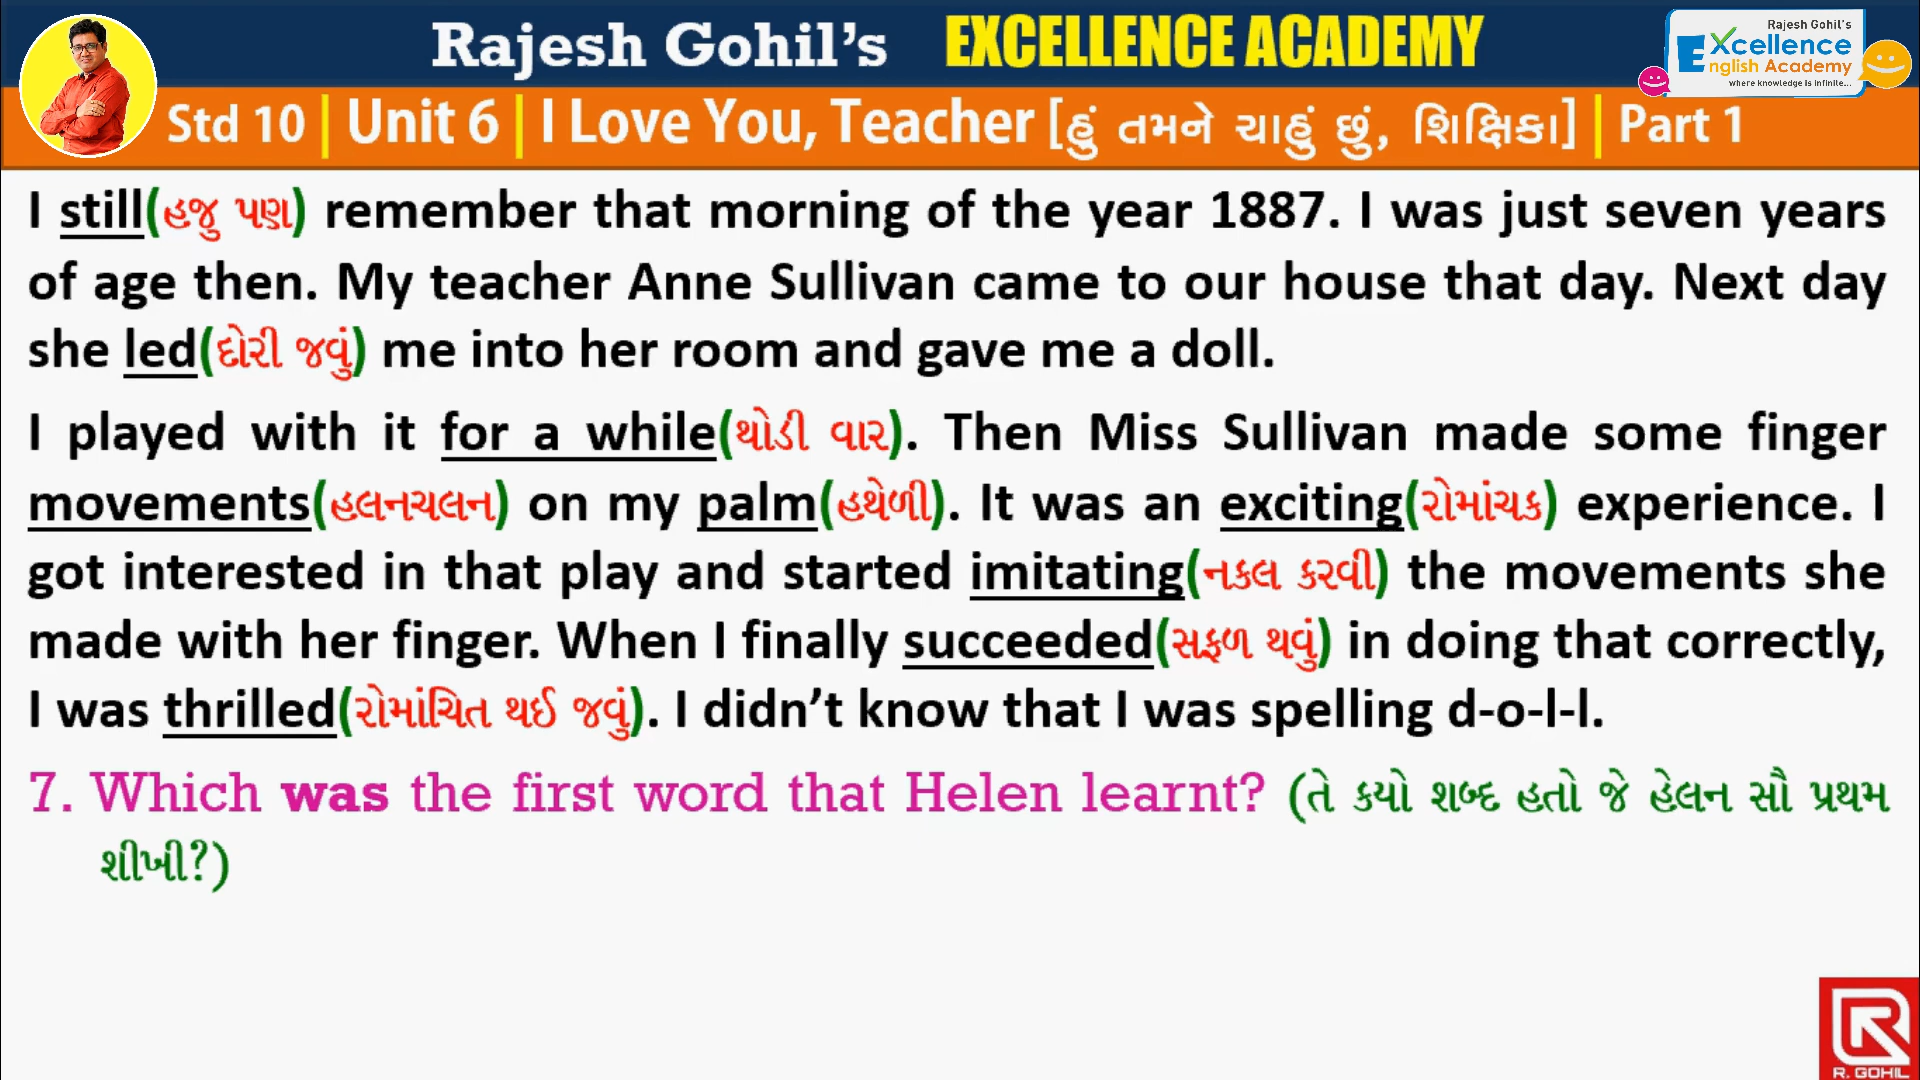 Rajesh Gohil’s EXCELLENCE ACADEMY
Rajesh Gohil's
Excellence
English Academy
where knowledge is infinite...
Std 10 | Unit 6 | I Love You, Teacher [હું તમને ચાહું છું, શિક્ષિકા] | Part 1
I still(હજુ પણ) remember that morning of the year 1887. I was just seven years
of age then. My teacher Anne Sullivan came to our house that day. Next day
she led(દોરી જવું) me into her room and gave me a doll.
I played with it for a while(થોડી વાર). Then Miss Sullivan made some finger
movements(હલનચલન) on my palm(હથેળી). It was an exciting(રોમાંચક) experience. I
got interested in that play and started imitating(નકલ કરવી) the movements she
made with her finger. When I finally succeeded(સફળ થવું) in doing that correctly,
I was thrilled(રોમાંચિત થઈ જવું). I didn’t know that I was spelling d-o-l-l.
7. Which was the first word that Helen learnt? (તે કયો શબ્દ હતો જે હેલન સૌ પ્રથમ
શીખી?)
R. GOHIL